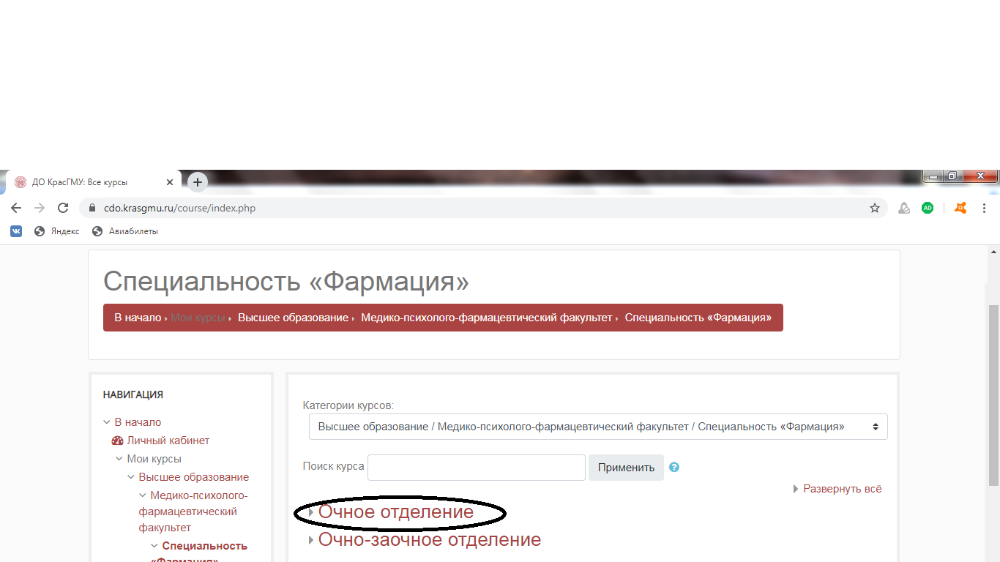 ДО КрасГМУ: Все курсы
cdo.krasgmu.ru/course/index.php
AD
Яндекс
Авиабилеты
Специальность «Фармация»
В начало Мои курсы Высшее образование Медико-психолого-фармацевтический факультет Специальность «Фармация»
НАВИГАЦИЯ
В начало
Личный кабинет
Мои курсы
Высшее образование
Медико-психолого-
фармацевтический
факультет
Специальность
«Фармация»
Категории курсов:
Высшее образование / Медико-психолого-фармацевтический факультет / Специальность «Фармация»
Поиск курса Применить ?
Развернуть всё
Очное отделение
Очно-заочное отделение